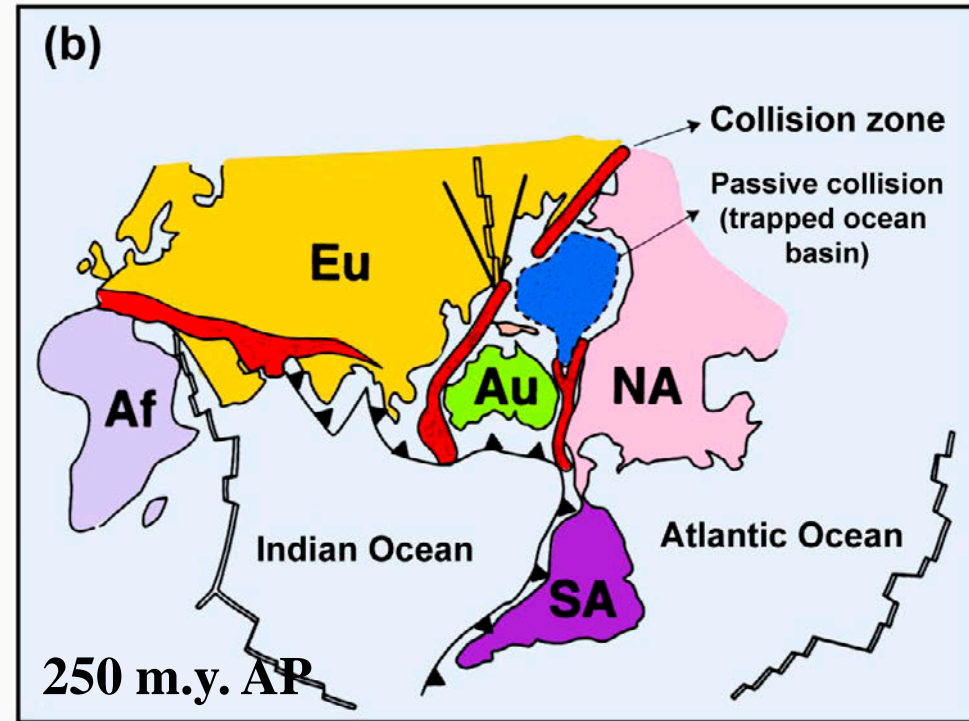 (b)
Collision zone
Passive collision
(trapped ocean
basin)
Eu
Af
Au
NA
Indian Ocean
Atlantic Ocean
SA
250 m.y. AP